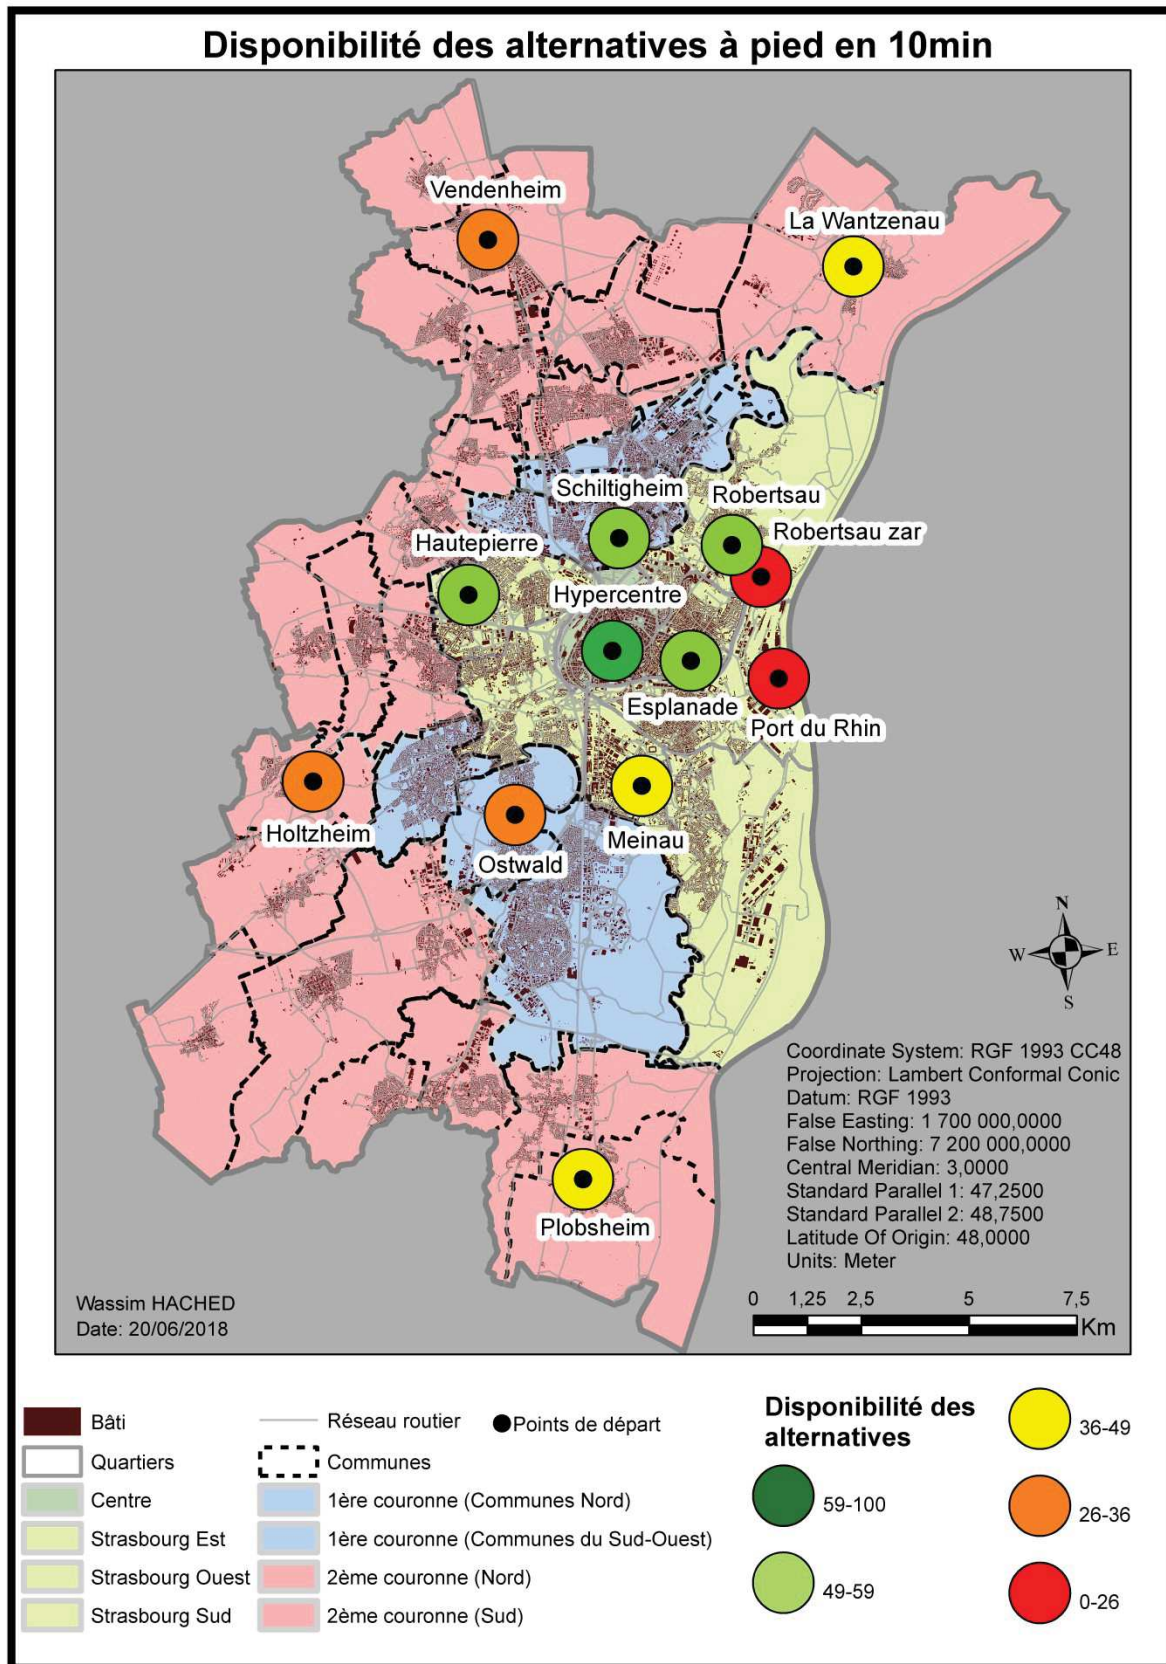 Disponibilité des alternatives à pied en 10min
Vendenheim
La Wantzenau
Schiltigheim
Robertsau
Robertsau zar
Hautepierre
Hypercentre
Esplanade
Port du Rhin
Holtzheim
Ostwald
Meinau
Plobsheim
N
W
E
S
Coordinate System: RGF 1993 CC48
Projection: Lambert Conformal Conic
Datum: RGF 1993
False Easting: 1 700 000,0000
False Northing: 7 200 000,0000
Central Meridian: 3,0000
Standard Parallel 1: 47,2500
Standard Parallel 2: 48,7500
Latitude Of Origin: 48,0000
Units: Meter
0 1,25 2,5 5 7,5
Km
Wassim HACHED
Date: 20/06/2018
Bâti
Quartiers
Centre
Strasbourg Est
Strasbourg Ouest
Strasbourg Sud
Réseau routier
Communes
1ère couronne (Communes Nord)
1ère couronne (Communes du Sud-Ouest)
2ème couronne (Nord)
2ème couronne (Sud)
Points de départ
Disponibilité des
alternatives
59-100
49-59
36-49
26-36
0-26